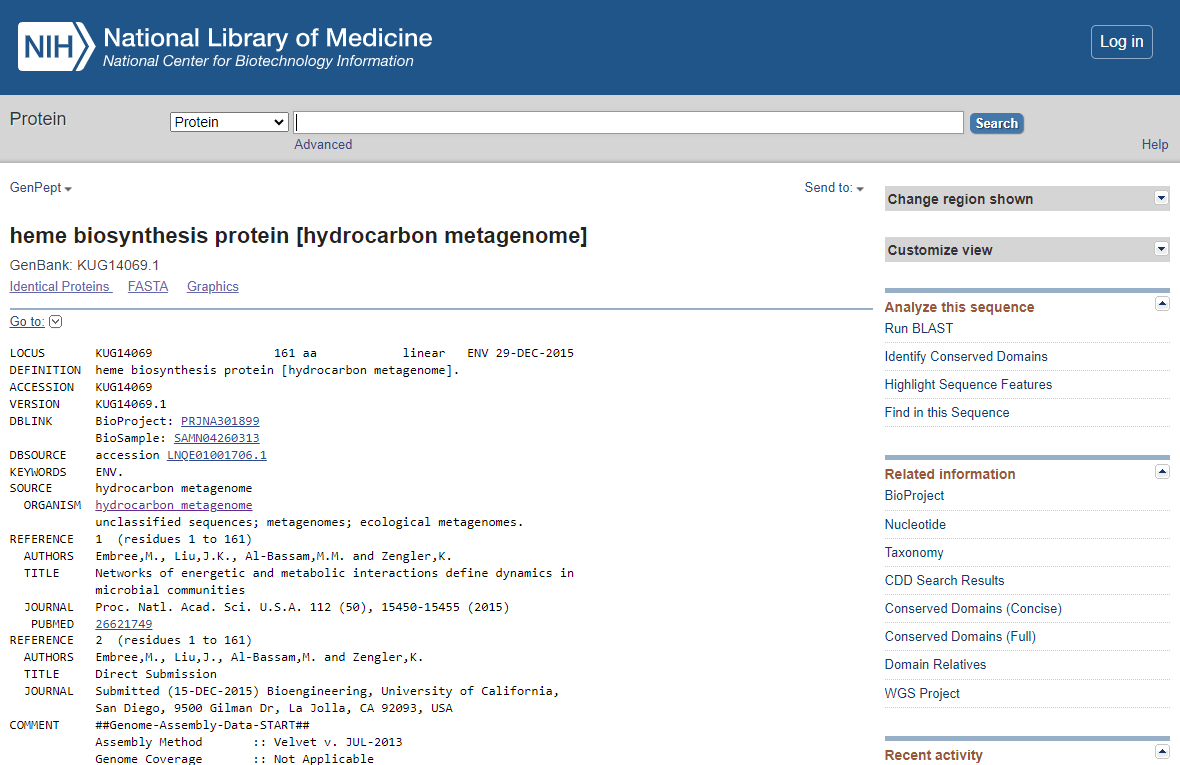 NIH National Library of Medicine
National Center for Biotechnology Information
Log in
Protein
Protein
Search
Advanced
Help
GenPept
Send to:
heme biosynthesis protein [hydrocarbon metagenome]
GenBank: KUG14069.1
Identical Proteins FASTA Graphics
Go to:
LOCUS KUG14069 161 aa linear ENV 29-DEC-2015
DEFINITION heme biosynthesis protein [hydrocarbon metagenome].
ACCESSION KUG14069
VERSION KUG14069.1
DBLINK BioProject: PRJNA301899
BioSample: SAMN04260313
DBSOURCE accession LNQE01001706.1
KEYWORDS ENV.
SOURCE hydrocarbon metagenome
ORGANISM hydrocarbon metagenome
unclassified sequences; metagenomes; ecological metagenomes.
REFERENCE 1 (residues 1 to 161)
AUTHORS Embree,M., Liu,J.K., Al-Bassam,M.M. and Zengler,K.
TITLE Networks of energetic and metabolic interactions define dynamics in
microbial communities
JOURNAL Proc. Natl. Acad. Sci. U.S.A. 112 (50), 15450-15455 (2015)
PUBMED 26621749
REFERENCE 2 (residues 1 to 161)
AUTHORS Embree,M., Liu,J., Al-Bassam,M. and Zengler,K.
TITLE Direct Submission
JOURNAL Submitted (15-DEC-2015) Bioengineering, University of California,
San Diego, 9500 Gilman Dr, La Jolla, CA 92093, USA
COMMENT ##Genome-Assembly-Data-START##
Assembly Method :: Velvet v. JUL-2013
Genome Coverage :: Not Applicable
Change region shown
Customize view
Analyze this sequence
Run BLAST
Identify Conserved Domains
Highlight Sequence Features
Find in this Sequence
Related information
BioProject
Nucleotide
Taxonomy
CDD Search Results
Conserved Domains (Concise)
Conserved Domains (Full)
Domain Relatives
WGS Project
Recent activity